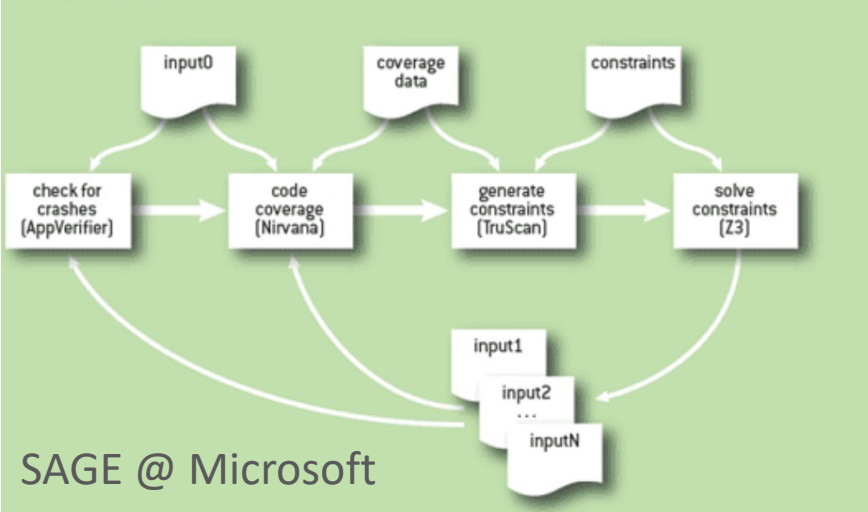 input0
coverage
data
constraints
check for
crashes
(AppVerifier)
code
coverage
(Nirvana)
generate
constraints
(TruScan)
solve
constraints
(Z3)
input1
input2
...
inputN
SAGE @ Microsoft